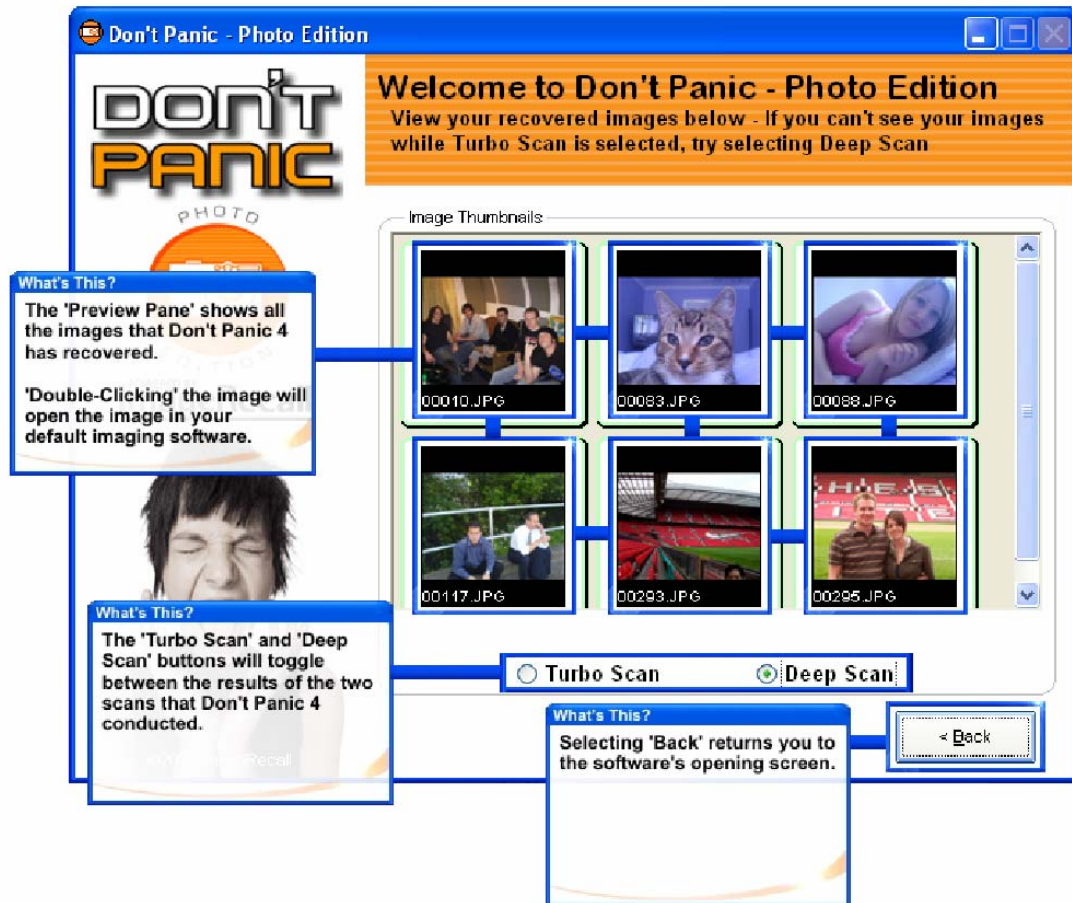 Don't Panic - Photo Edition
DON'T
PANIC
PHOTO
Welcome to Don't Panic - Photo Edition
View your recovered images below - If you can't see your images
while Turbo Scan is selected, try selecting Deep Scan
Image Thumbnails
00010.JPG
00083.JPG
00088.JPG
00117.JPG
00293.JPG
00295.JPG
What's This?
The 'Preview Pane' shows all
the images that Don't Panic 4
has recovered.
'Double-Clicking' the image will
open the image in your
default imaging software.
What's This?
The 'Turbo Scan' and 'Deep
Scan' buttons will toggle
between the results of the two
scans that Don't Panic 4
conducted.
Turbo Scan
Deep Scan
What's This?
Selecting 'Back' returns you to
the software's opening screen.
< Back